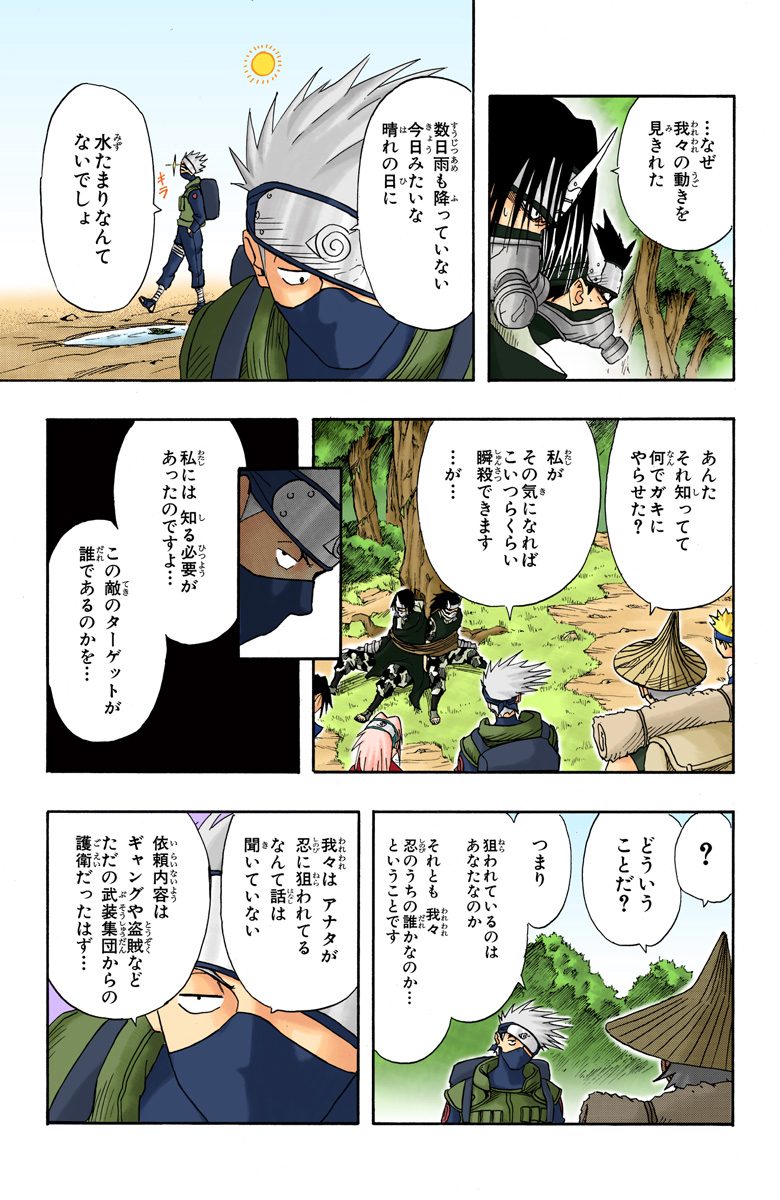 …なぜ
我々の動きを
見きれた
数日雨も降っていない
今日みたいな
晴れの日に
水たまりなんて
ないでしょ
キラ
あんた
それ知ってて
何でガキに
やらせた？
私が
その気になれば
こいつらくらい
瞬殺できます
…が…
私には 知る必要が
あったのですよ…
この敵のターゲットが
誰であるのかを…
？
どういう
ことだ？
つまり
狙われているのは
あなたなのか
それとも 我々
忍のうちの誰かなのか…
ということです
我々は アナタが
忍に狙われてる
なんて話は
聞いていない
依頼内容は
ギャングや盗賊など
ただの武装集団からの
護衛だったはず…